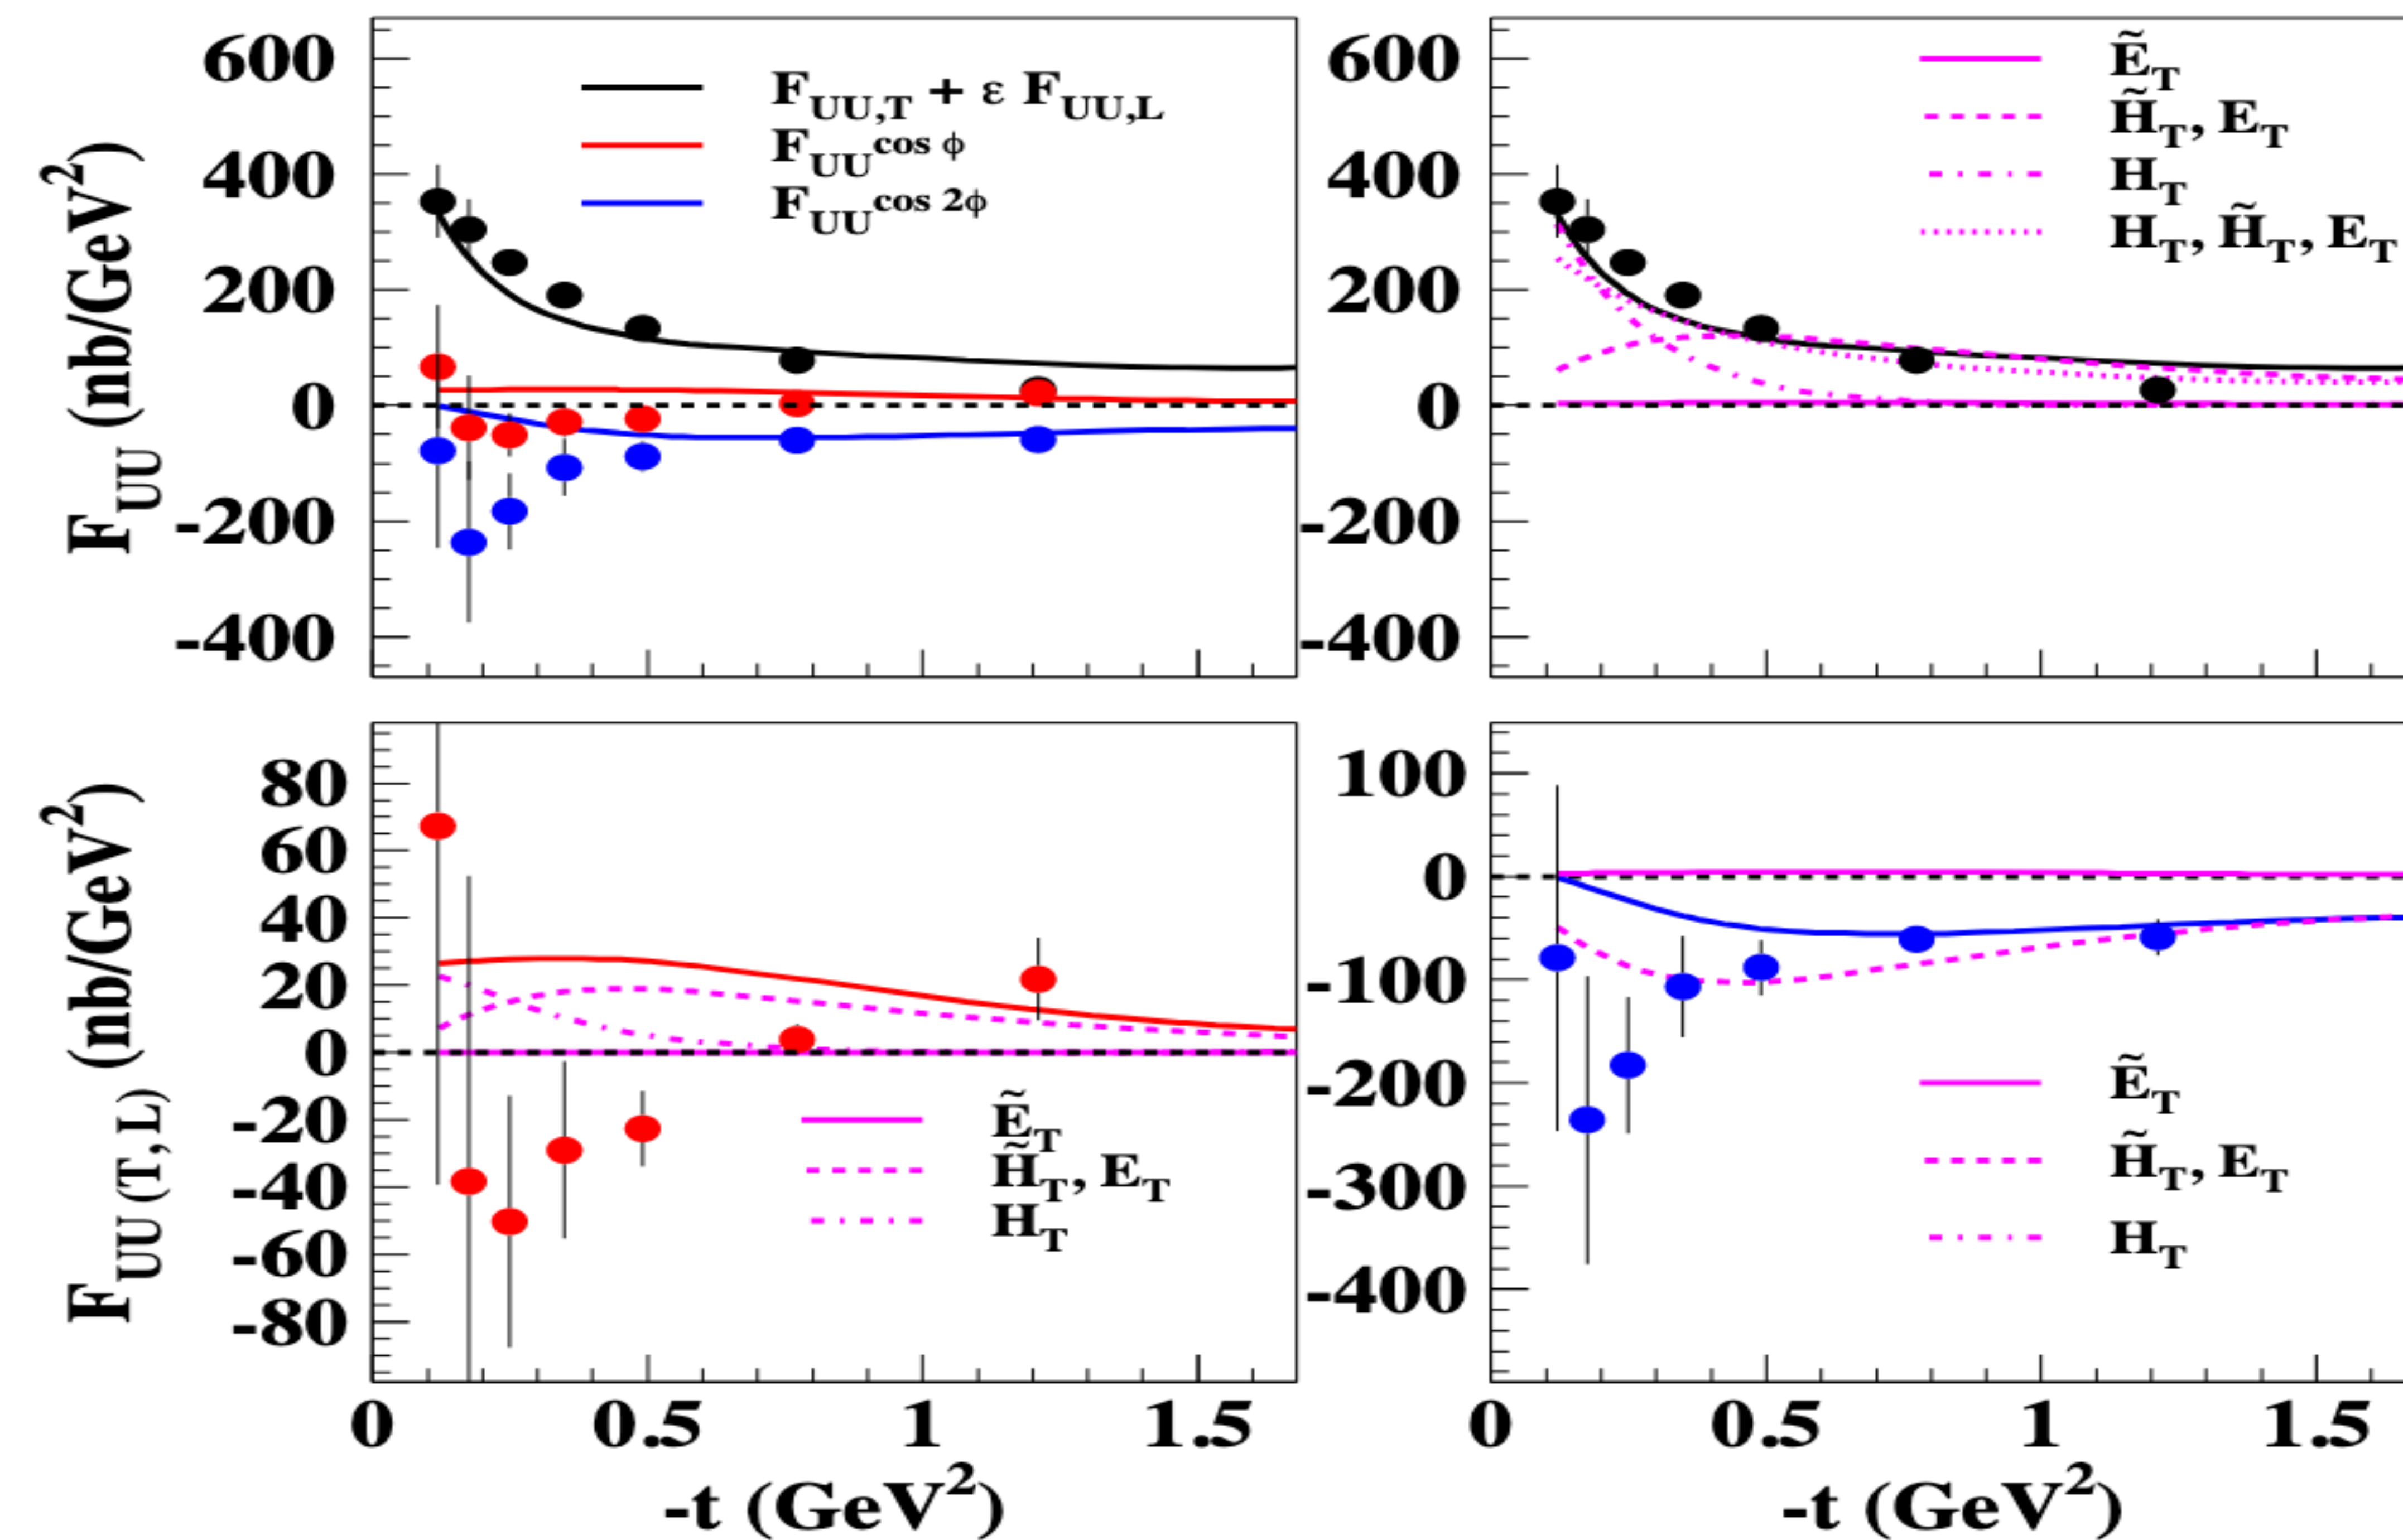 F_UU (nb/GeV²)
600
400
200
0
-200
-400
F_UU,T + ε F_UU,L
F_UU^cos ϕ
F_UU^cos 2ϕ
600
400
200
0
-200
-400
Ẽ_T
H̃_T, E_T
H_T
H_T, H̃_T, E_T
F_UU (T, L) (nb/GeV²)
80
60
40
20
0
-20
-40
-60
-80
Ẽ_T
H̃_T, E_T
H_T
0 0.5 1 1.5
-t (GeV²)
100
0
-100
-200
-300
-400
Ẽ_T
H̃_T, E_T
H_T
0 0.5 1 1.5
-t (GeV²)